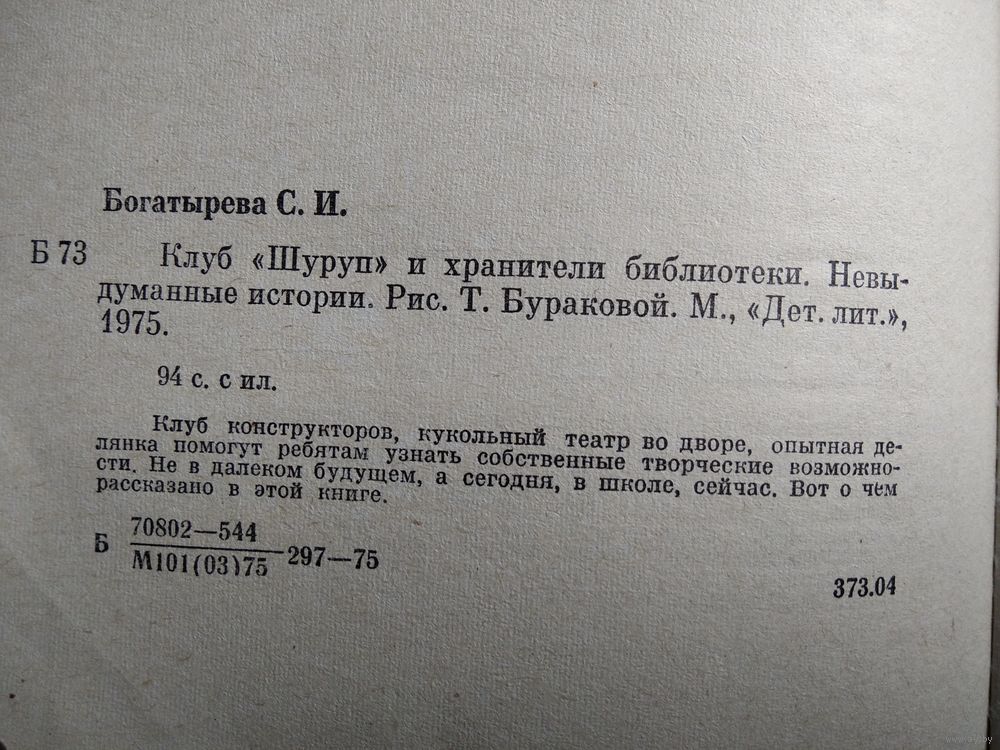 Богатырева С. И.
Б 73 Клуб «Шуруп» и хранители библиотеки. Невы-
думанные истории. Рис. Т. Бураковой. М., «Дет. лит.»,
1975.
94 с. с ил.
Клуб конструкторов, кукольный театр во дворе, опытная де-
лянка помогут ребятам узнать собственные творческие возможно-
сти. Не в далеком будущем, а сегодня, в школе, сейчас. Вот о чем
рассказано в этой книге.
70802—544
Б 297—75
М101(03)75
373.04